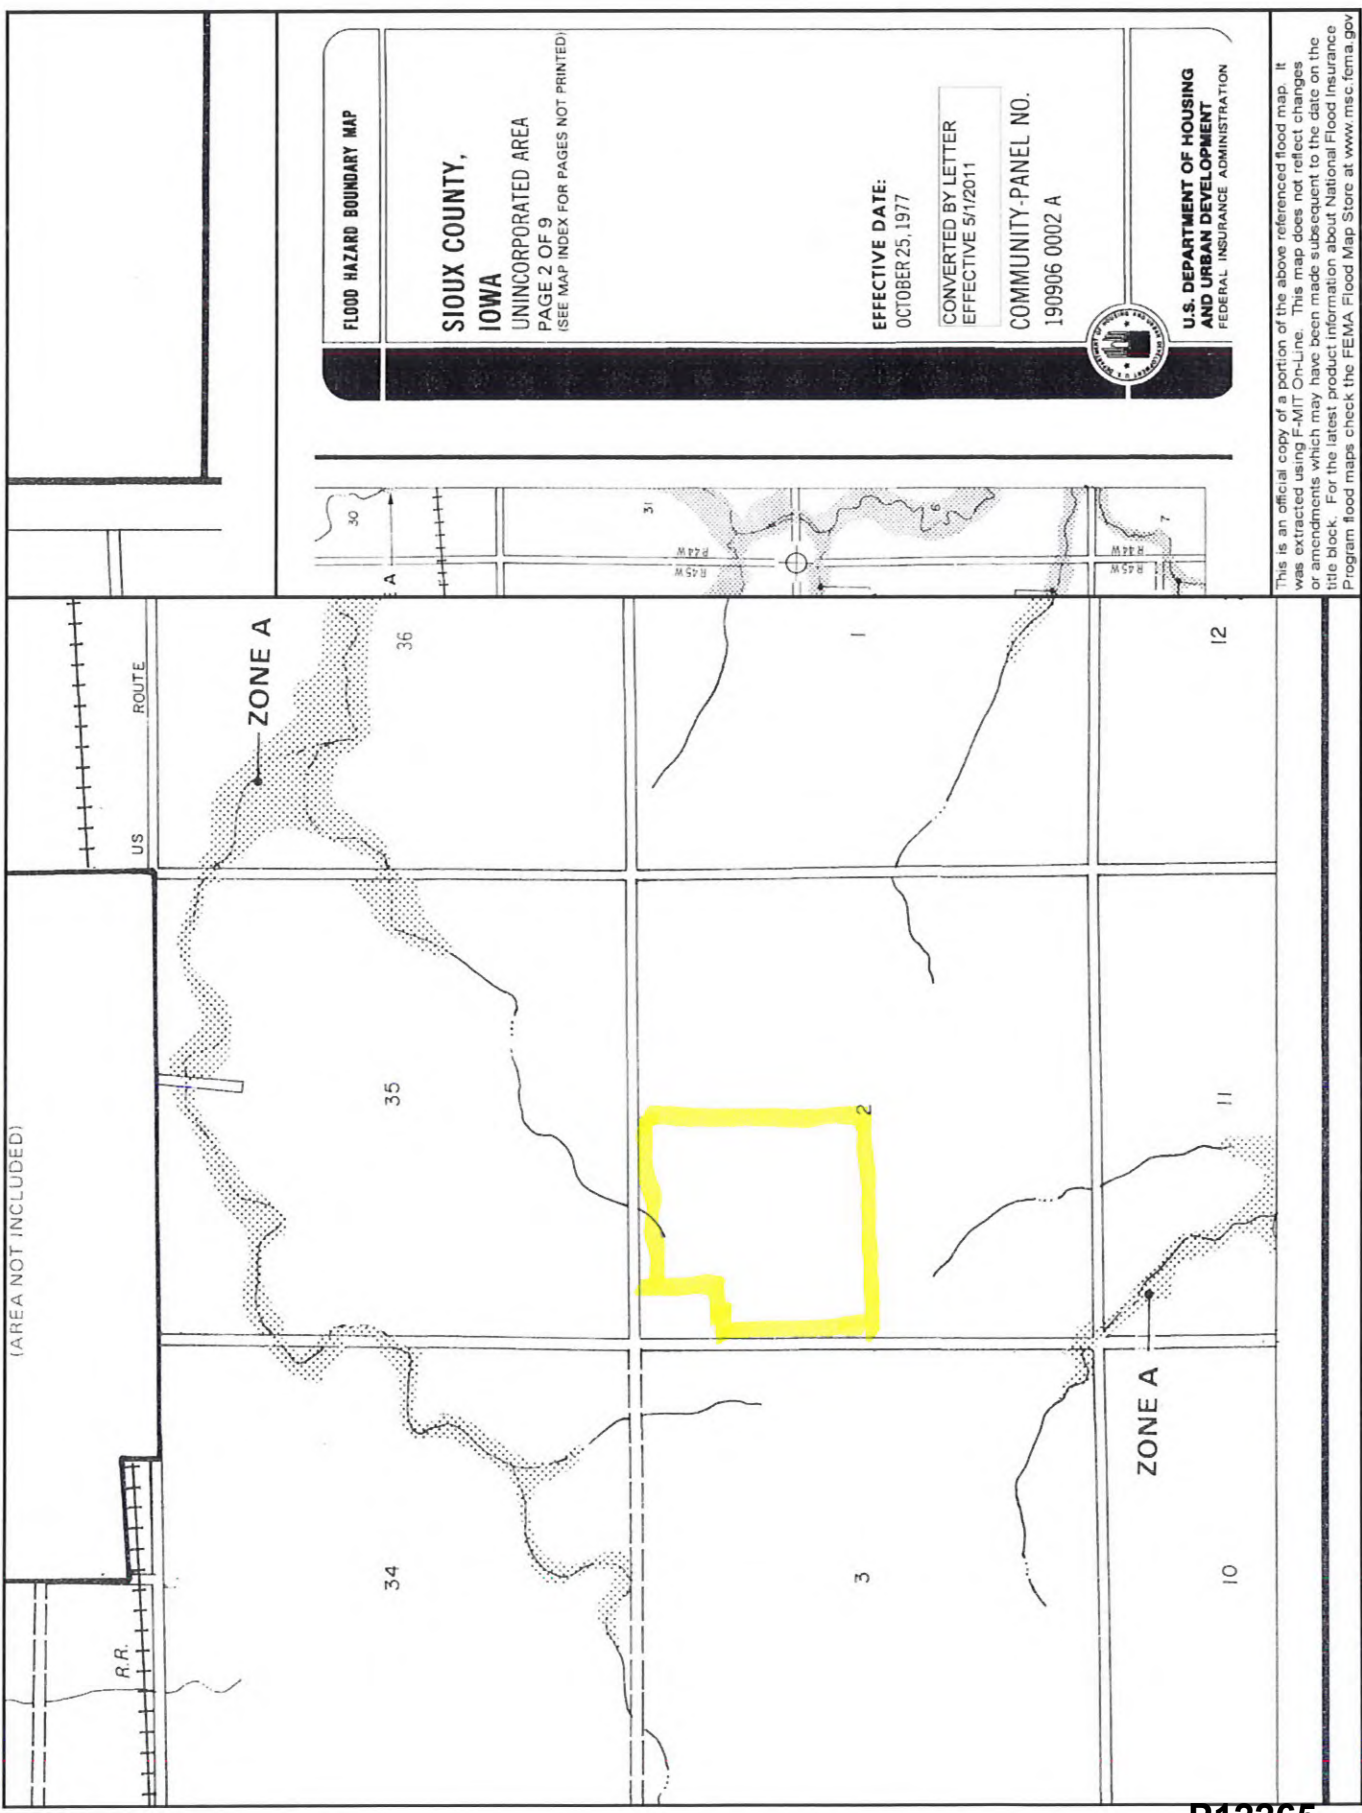 (AREA NOT INCLUDED)
US ROUTE
R.R.
ZONE A
36
35
34
1
2
3
12
11
10
ZONE A
30
A
31
R45W R44W
6
R45W R44W
7
FLOOD HAZARD BOUNDARY MAP
SIOUX COUNTY,
IOWA
UNINCORPORATED AREA
PAGE 2 OF 9
(SEE MAP INDEX FOR PAGES NOT PRINTED)
EFFECTIVE DATE:
OCTOBER 25, 1977
CONVERTED BY LETTER
EFFECTIVE 5/1/2011
COMMUNITY-PANEL NO.
190906 0002 A
U.S. DEPARTMENT OF HOUSING
AND URBAN DEVELOPMENT
FEDERAL INSURANCE ADMINISTRATION
This is an official copy of a portion of the above referenced flood map. It
was extracted using F-MIT On-Line. This map does not reflect changes
or amendments which may have been made subsequent to the date on the
title block. For the latest product information about National Flood Insurance
Program flood maps check the FEMA Flood Map Store at www.msc.fema.gov